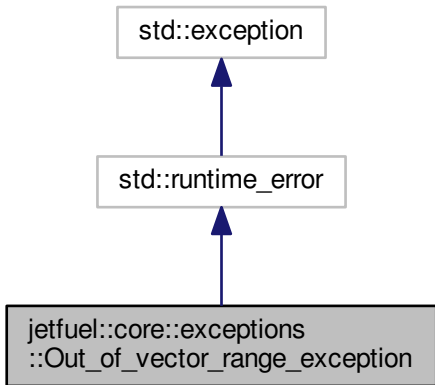 std::exception
std::runtime_error
jetfuel::core::exceptions
::Out_of_vector_range_exception